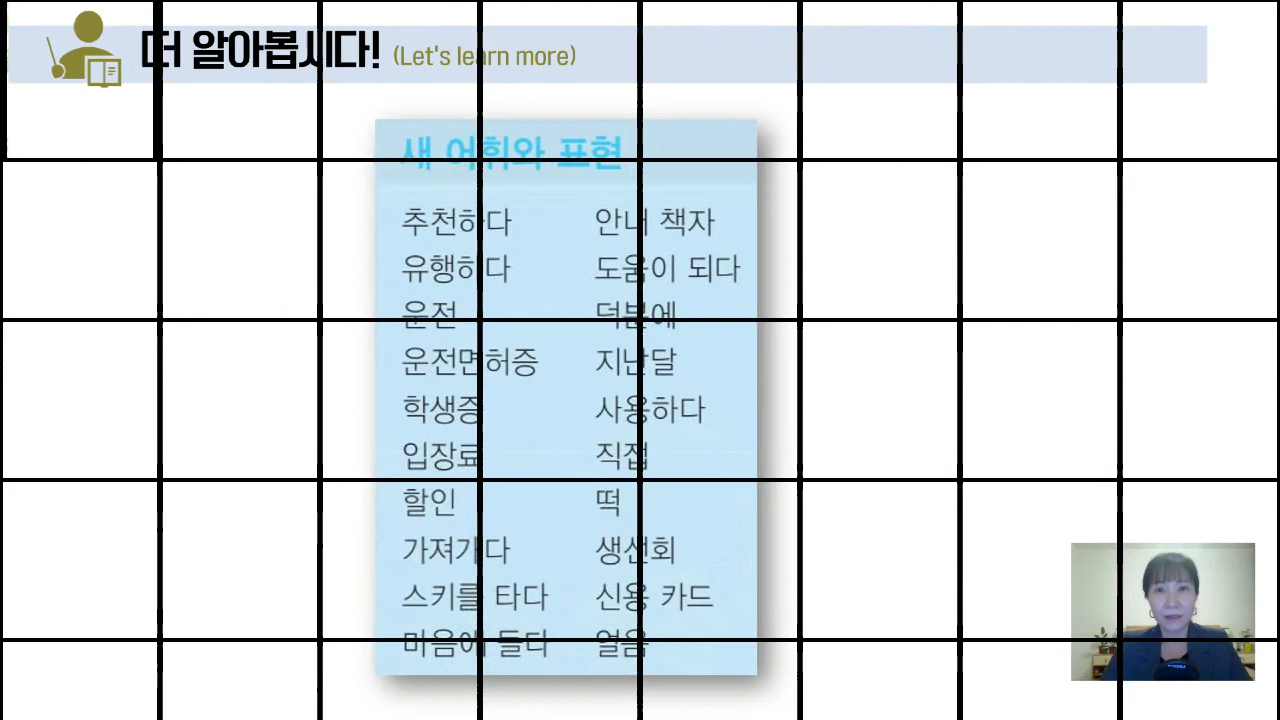 더 알아봅시다! (Let's learn more)
새 어휘와 표현
추천하다 안내 책자
유행하다 도움이 되다
운전 덕분에
운전면허증 지난달
학생증 사용하다
입장료 직접
할인 떡
가져가다 생선회
스키를 타다 신용 카드
마음에 들다 얼음